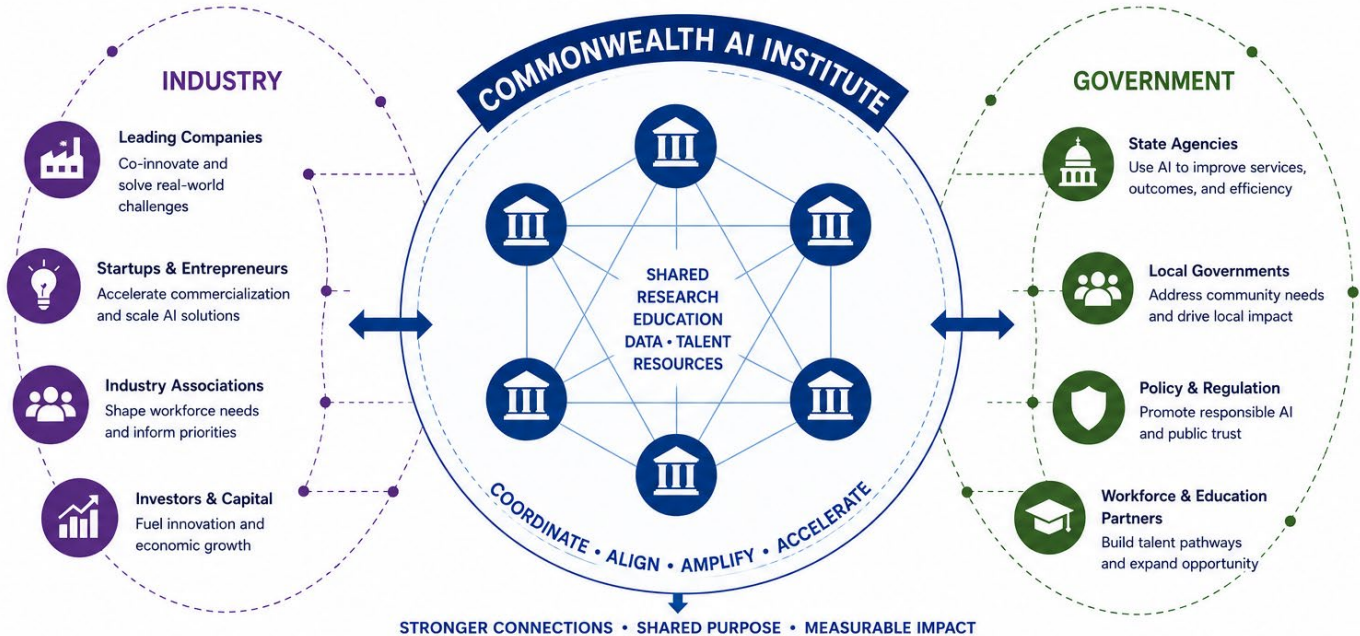 COMMONWEALTH AI INSTITUTE
INDUSTRY
Leading Companies
Co-innovate and
solve real-world
challenges
Startups & Entrepreneurs
Accelerate commercialization
and scale AI solutions
Industry Associations
Shape workforce needs
and inform priorities
Investors & Capital
Fuel innovation and
economic growth
SHARED
RESEARCH
EDUCATION
DATA • TALENT
RESOURCES
COORDINATE • ALIGN • AMPLIFY • ACCELERATE
GOVERNMENT
State Agencies
Use AI to improve services,
outcomes, and efficiency
Local Governments
Address community needs
and drive local impact
Policy & Regulation
Promote responsible AI
and public trust
Workforce & Education
Partners
Build talent pathways
and expand opportunity
STRONGER CONNECTIONS • SHARED PURPOSE • MEASURABLE IMPACT